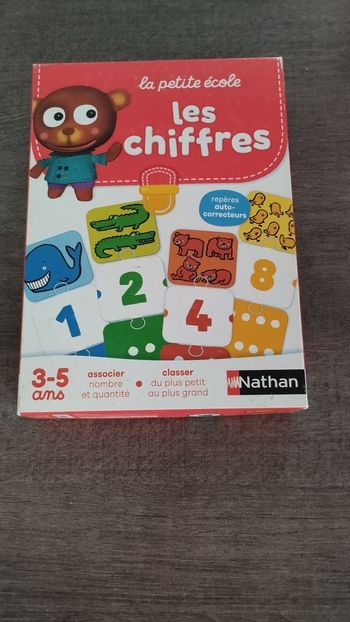 la petite école
les
chiffres
repères
auto-
correcteurs
1
2
4
8
3-5
ans
associer
nombre
et quantité
•
classer
du plus petit
au plus grand
Nathan